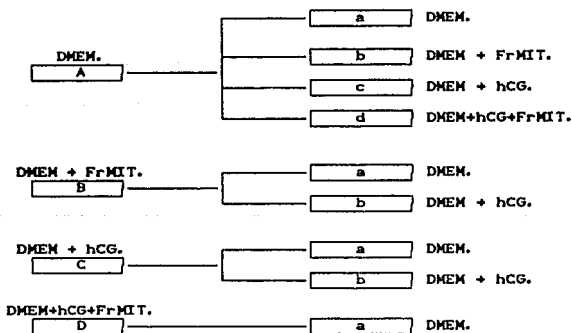 a DMEM.
DMEM.
A
b DMEM + FrMIT.
c DMEM + hCG.
d DMEM+hCG+FrMIT.
DMEM + FrMIT.
B
a DMEM.
b DMEM + hCG.
DMEM + hCG.
C
a DMEM.
b DMEM + hCG.
DMEM+hCG+FrMIT.
D
a DMEM.